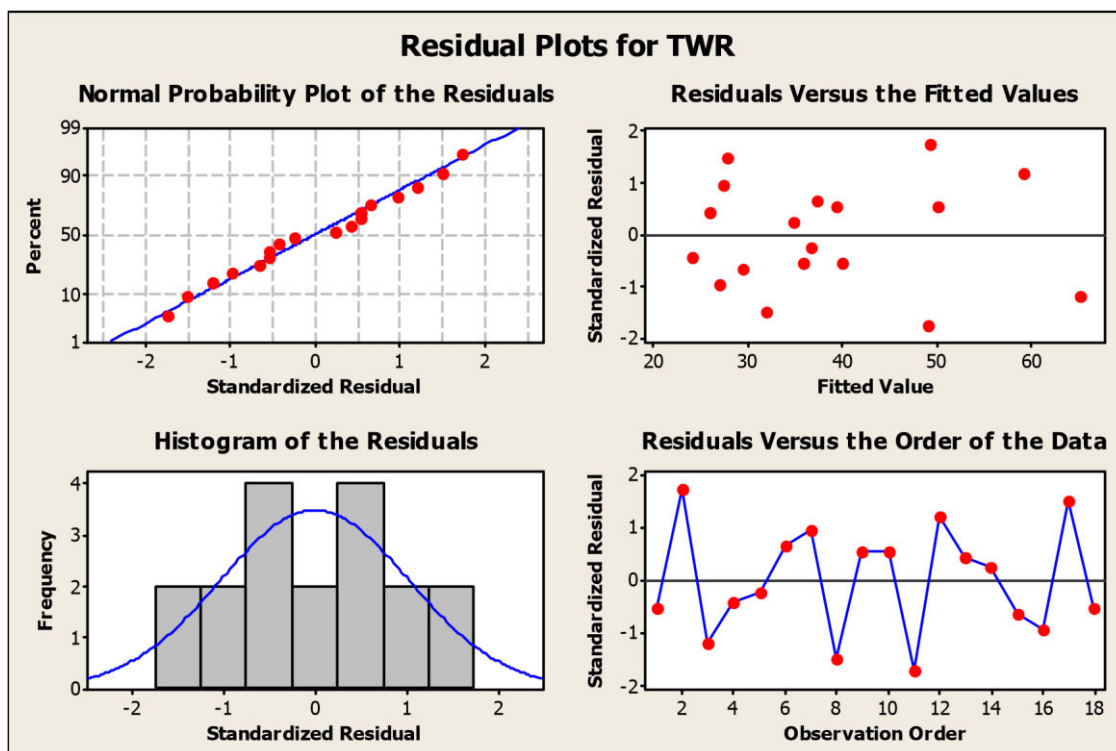 Residual Plots for TWR
Normal Probability Plot of the Residuals
99
90
50
10
1
Percent
-2 -1 0 1 2
Standardized Residual
Residuals Versus the Fitted Values
2
1
0
-1
-2
Standardized Residual
20 30 40 50 60
Fitted Value
Histogram of the Residuals
4
3
2
1
0
Frequency
-2 -1 0 1 2
Standardized Residual
Residuals Versus the Order of the Data
2
1
0
-1
-2
Standardized Residual
2 4 6 8 10 12 14 16 18
Observation Order